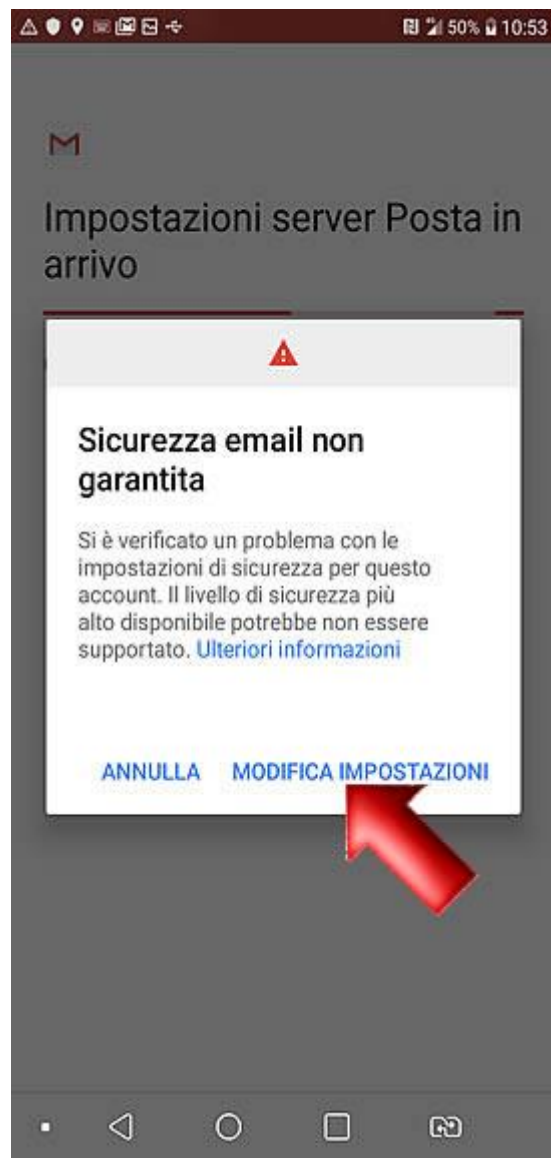 50% 10:53
Impostazioni server Posta in
arrivo
Sicurezza email non
garantita
Si è verificato un problema con le
impostazioni di sicurezza per questo
account. Il livello di sicurezza più
alto disponibile potrebbe non essere
supportato. Ulteriori informazioni
ANNULLA MODIFICA IMPOSTAZIONI